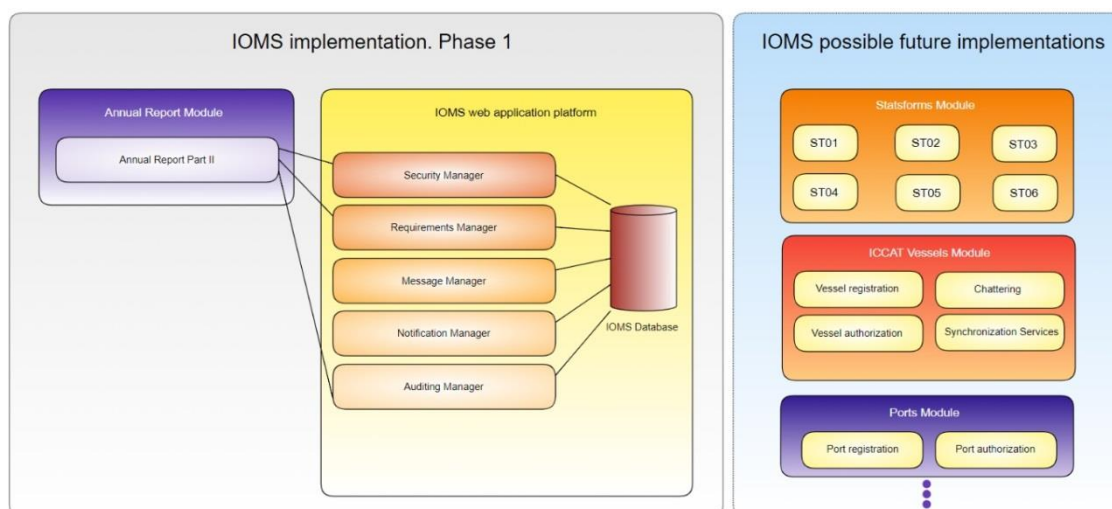 IOMS implementation. Phase 1
Annual Report Module
Annual Report Part II
IOMS web application platform
Security Manager
Requirements Manager
Message Manager
Notification Manager
Auditing Manager
IOMS Database
IOMS possible future implementations
Statsforms Module
ST01 ST02 ST03
ST04 ST05 ST06
ICCAT Vessels Module
Vessel registration Chattering
Vessel authorization Synchronization Services
Ports Module
Port registration Port authorization